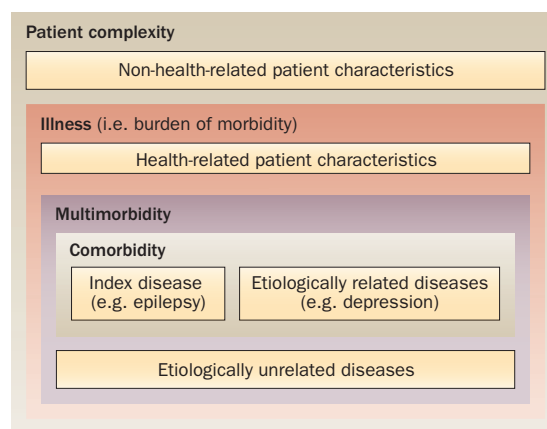 Patient complexity
Non-health-related patient characteristics
Illness (i.e. burden of morbidity)
Health-related patient characteristics
Multimorbidity
Comorbidity
Index disease
(e.g. epilepsy)
Etiologically related diseases
(e.g. depression)
Etiologically unrelated diseases